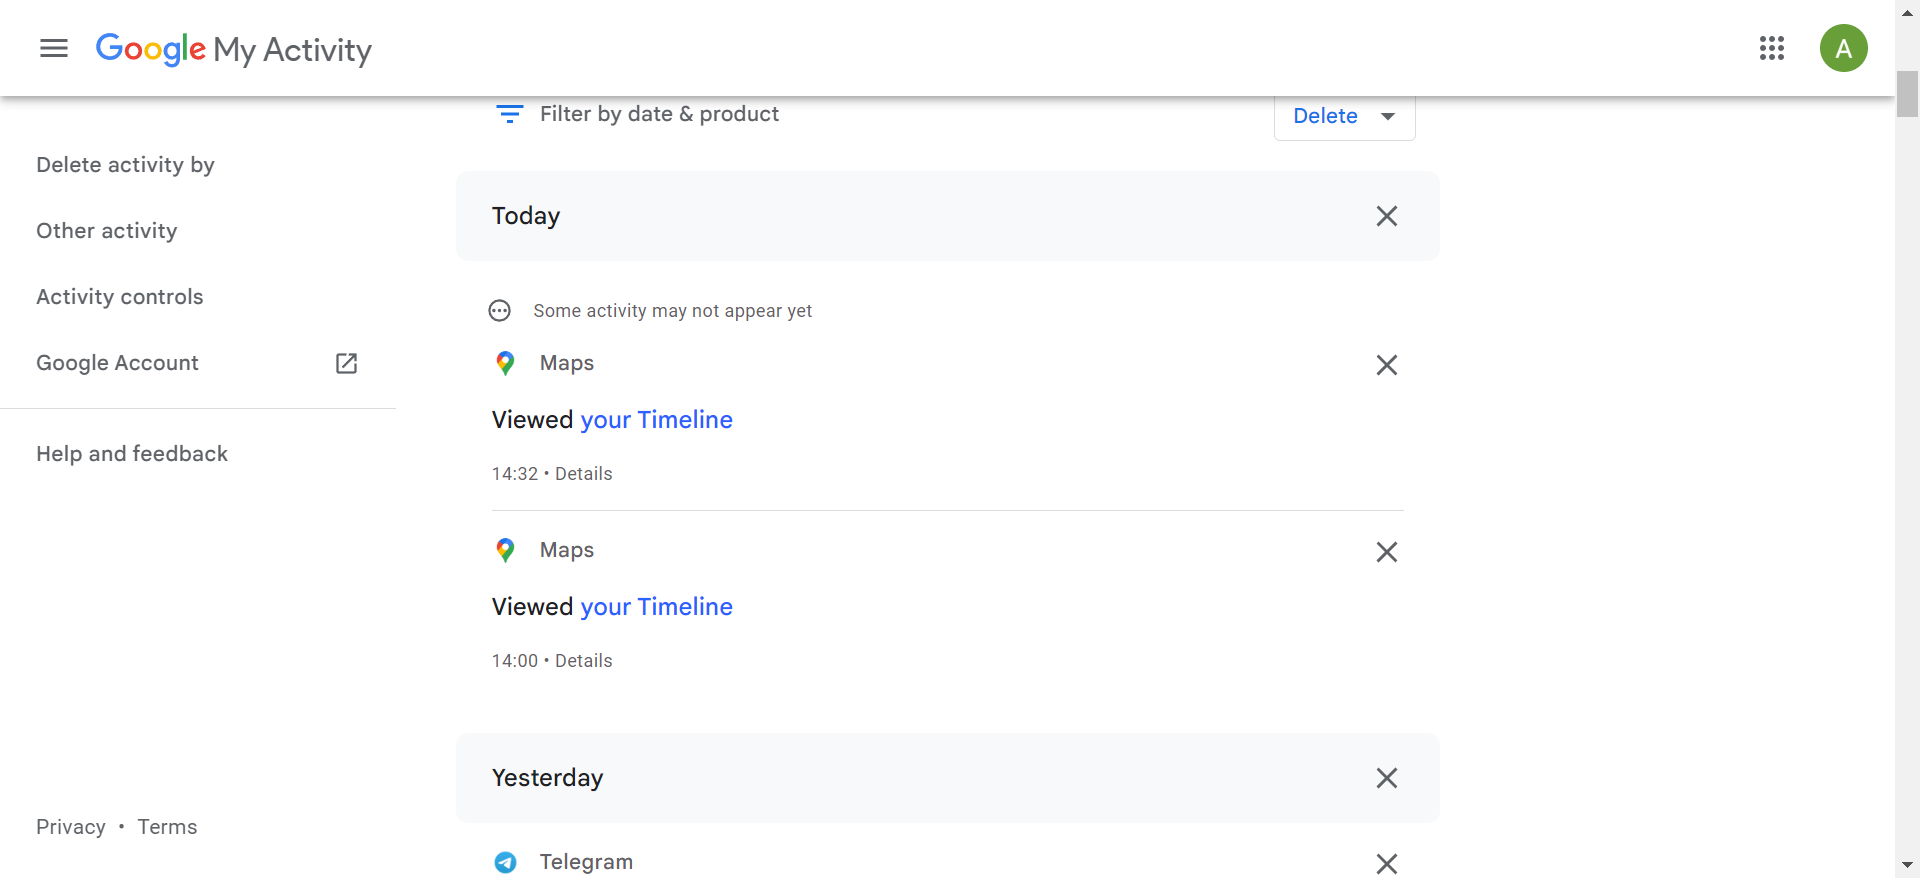 Google My Activity
A
Filter by date & product
Delete
Delete activity by
Other activity
Activity controls
Google Account
Help and feedback
Privacy • Terms
Today
Some activity may not appear yet
Maps
Viewed your Timeline
14:32 • Details
Maps
Viewed your Timeline
14:00 • Details
Yesterday
Telegram